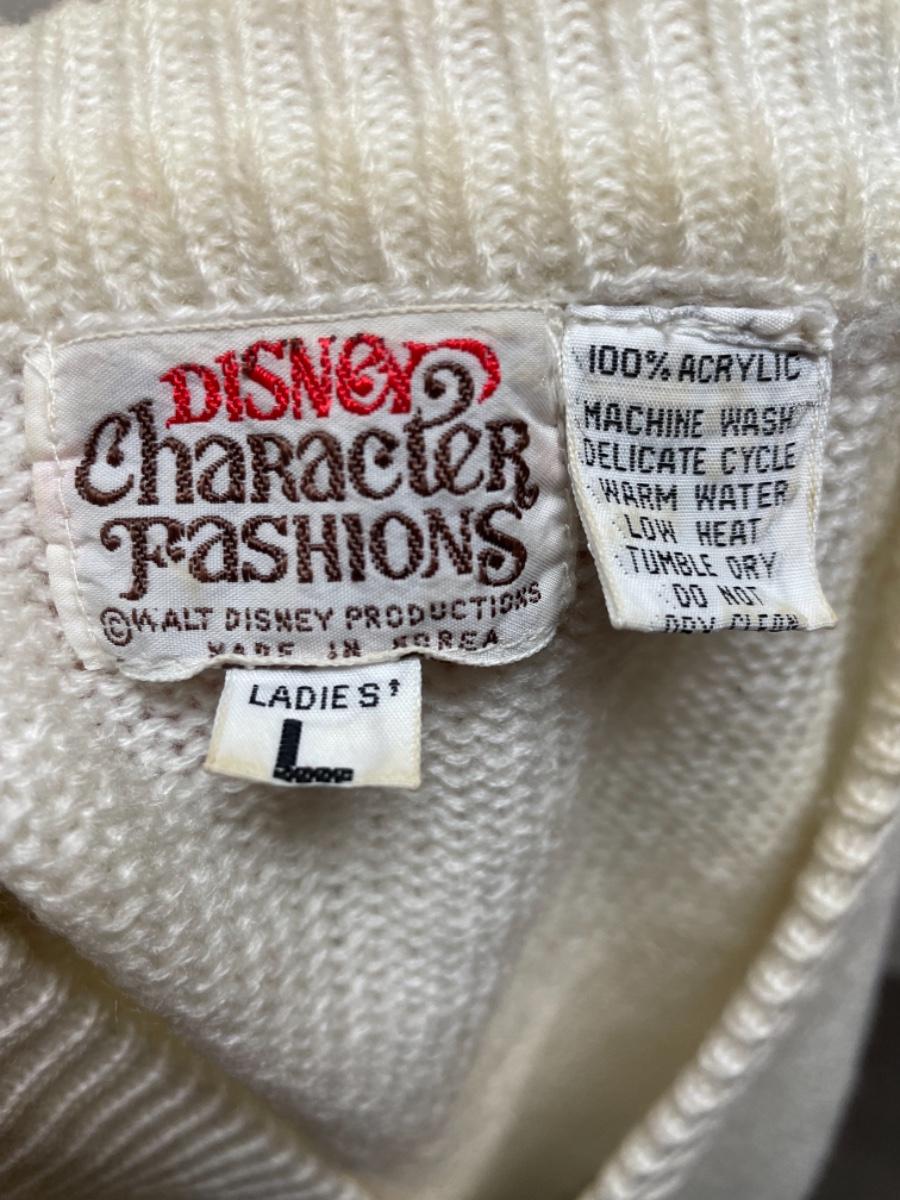 DISNEY
Character
Fashions
©WALT DISNEY PRODUCTIONS
MADE IN KOREA
LADIES'
L
100% ACRYLIC
MACHINE WASH
DELICATE CYCLE
WARM WATER
LOW HEAT
TUMBLE DRY
DO NOT
DRY CLEAN